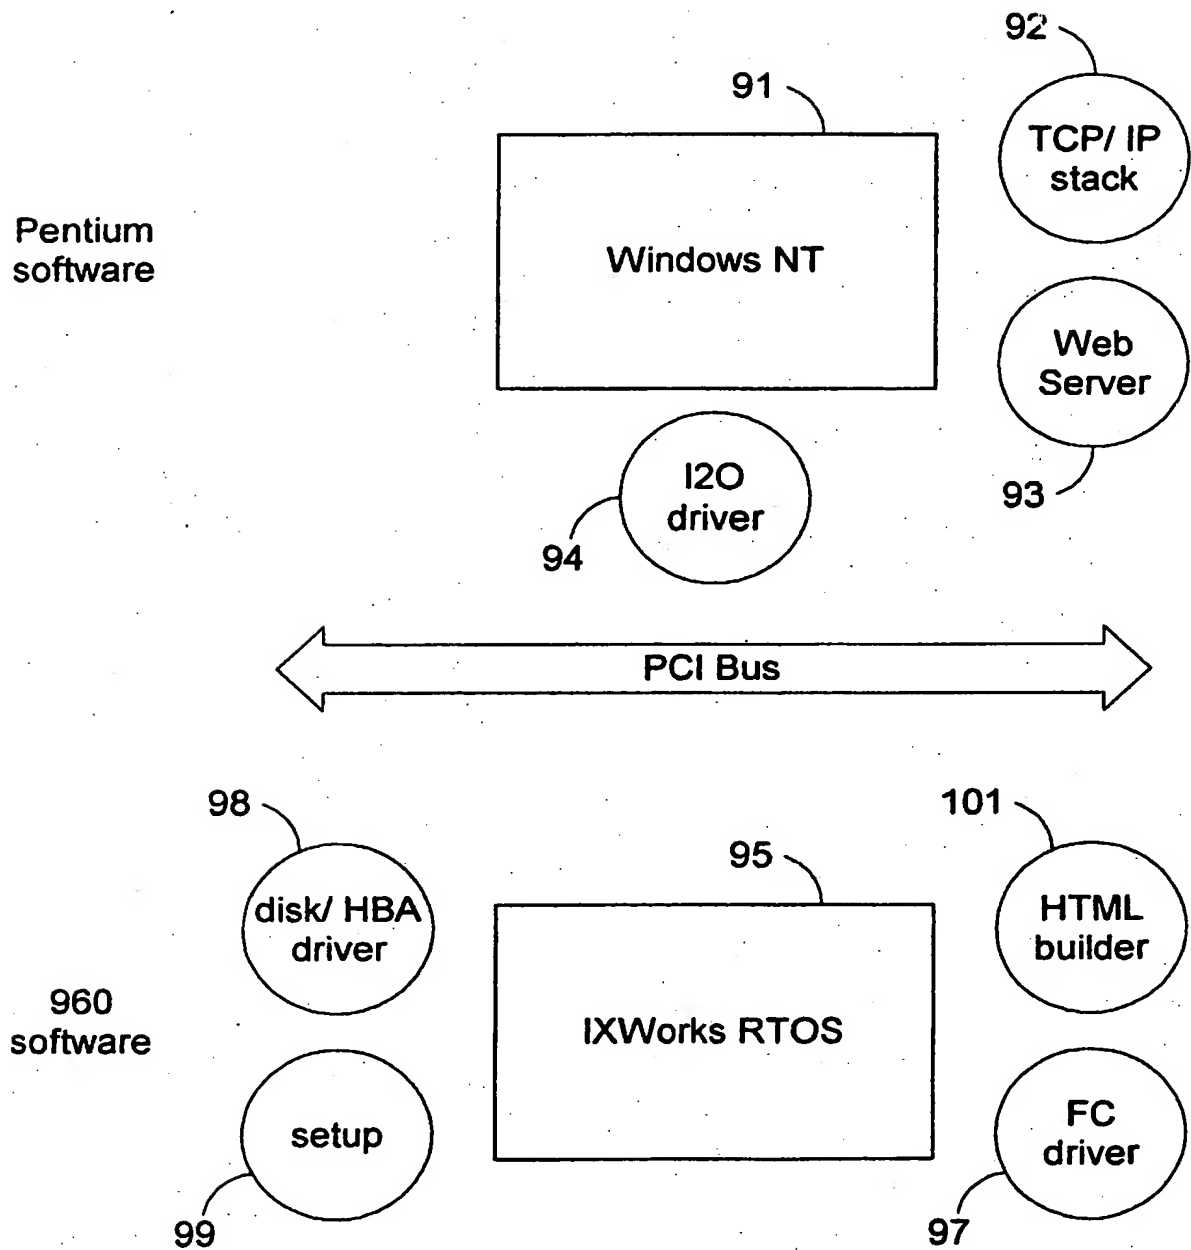 92
91
TCP/ IP
stack
Pentium
software
Windows NT
Web
Server
93
I2O
driver
94
PCI Bus
98
101
95
disk/ HBA
driver
HTML
builder
960
software
IXWorks RTOS
setup
FC
driver
99
97